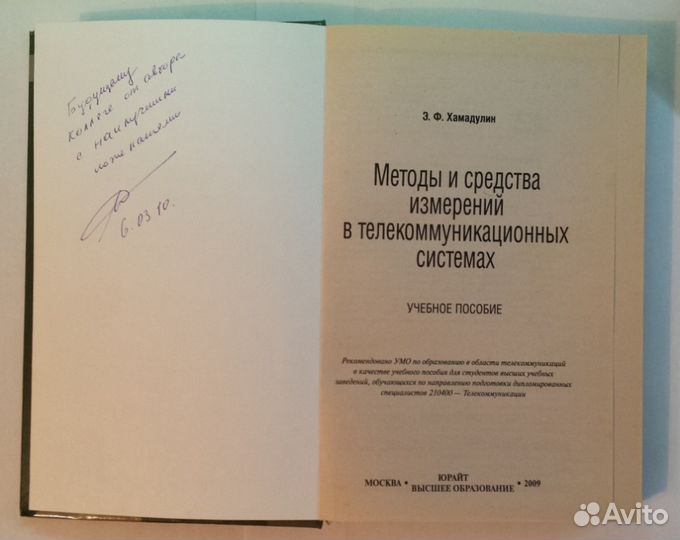 Будущему
коллеге от автора
с наилучшими
пожеланиями
6.03.10.
Э. Ф. Хамадулин
Методы и средства
измерений
в телекоммуникационных
системах
УЧЕБНОЕ ПОСОБИЕ
Рекомендовано УМО по образованию в области телекоммуникаций
в качестве учебного пособия для студентов высших учебных
заведений, обучающихся по направлению подготовки дипломированных
специалистов 210400 — Телекоммуникации
МОСКВА • ЮРАЙТ • 2009
ВЫСШЕЕ ОБРАЗОВАНИЕ
Avito